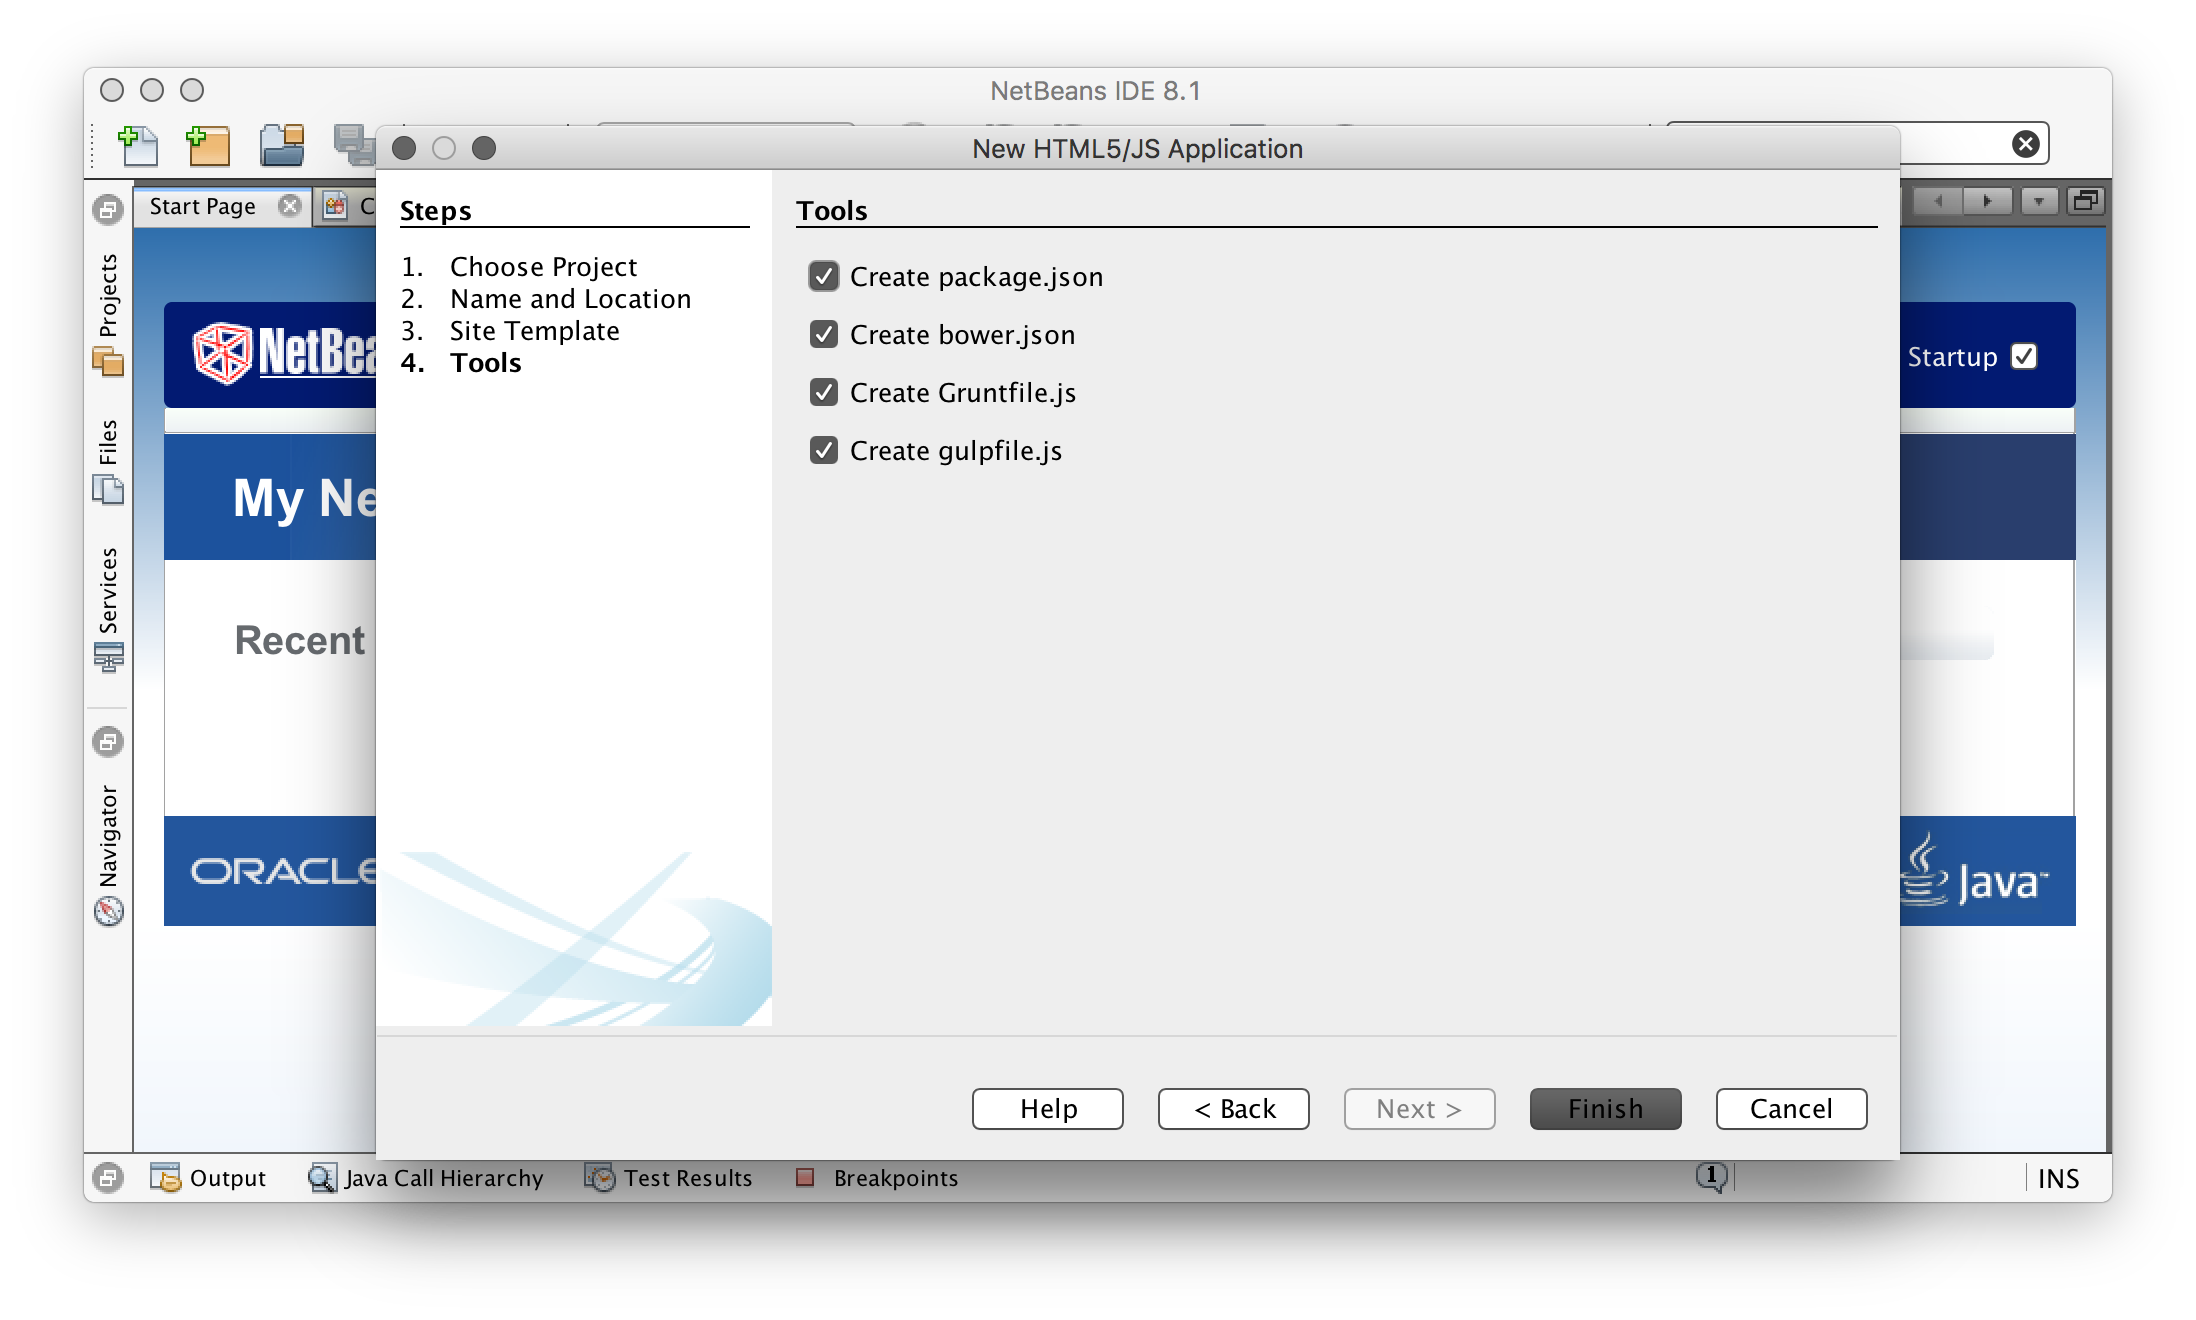 NetBeans IDE 8.1
New HTML5/JS Application
Start Page
C
Steps
1. Choose Project
2. Name and Location
3. Site Template
4. Tools
Tools
Create package.json
Create bower.json
Create Gruntfile.js
Create gulpfile.js
Projects
Files
Services
Navigator
NetBea
Startup
My Ne
Recent
ORACLE
Java™
Help
< Back
Next >
Finish
Cancel
Output
Java Call Hierarchy
Test Results
Breakpoints
1
INS